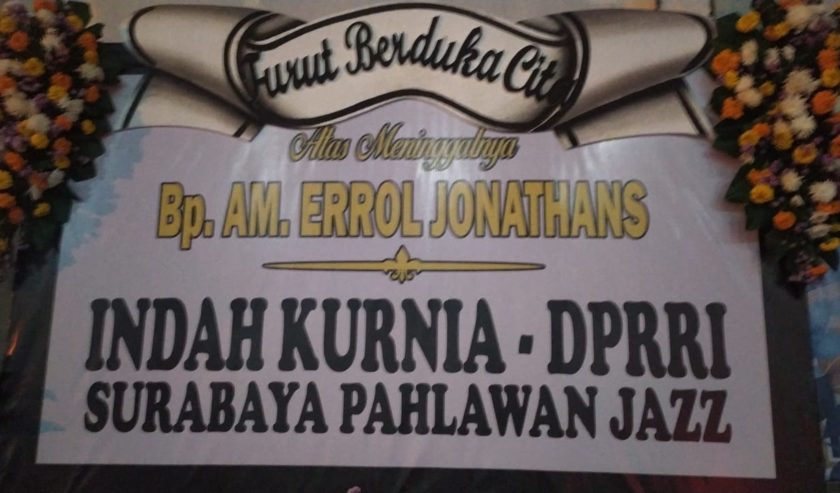 Turut Berduka Cita
Atas Meninggalnya
Bp. AM. ERROL JONATHANS
INDAH KURNIA - DPRRI
SURABAYA PAHLAWAN JAZZ